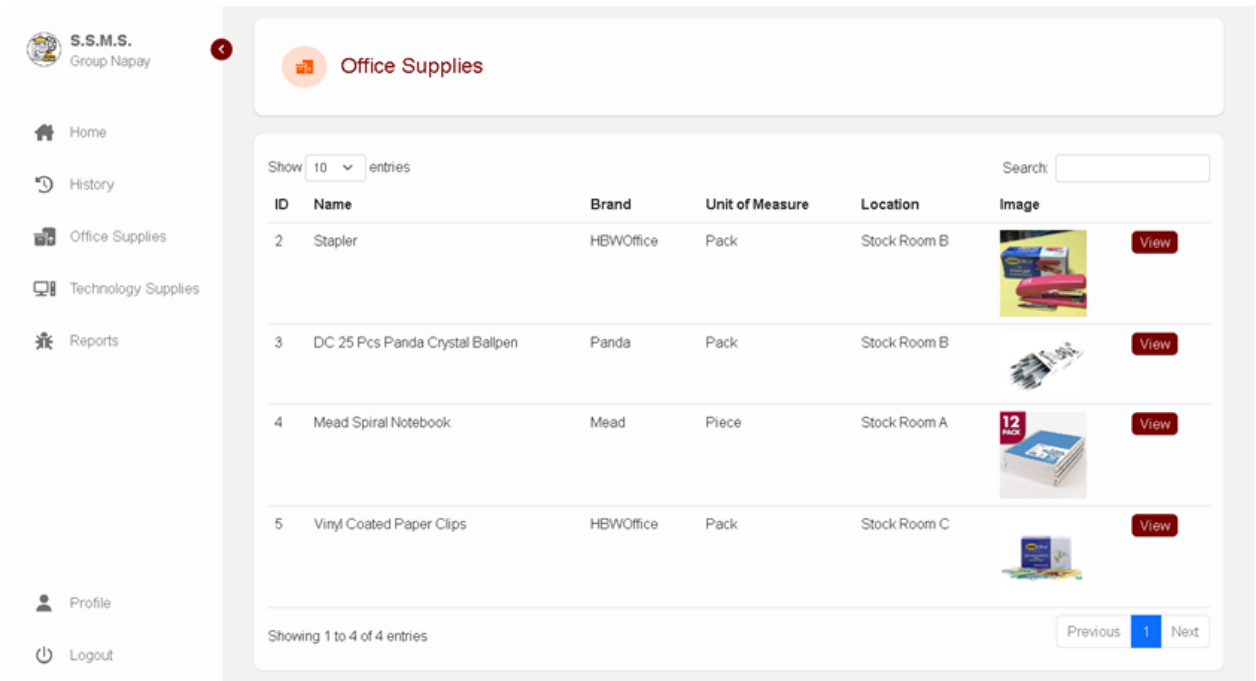 S.S.M.S.
Group Napay
Home
History
Office Supplies
Technology Supplies
Reports
Profile
Logout
Office Supplies
Show 10 entries
Search:
ID Name Brand Unit of Measure Location Image
2 Stapler HBWOffice Pack Stock Room B View
3 DC 25 Pcs Panda Crystal Ballpen Panda Pack Stock Room B View
4 Mead Spiral Notebook Mead Piece Stock Room A View
12
PACK
5 Vinyl Coated Paper Clips HBWOffice Pack Stock Room C View
Showing 1 to 4 of 4 entries
Previous 1 Next